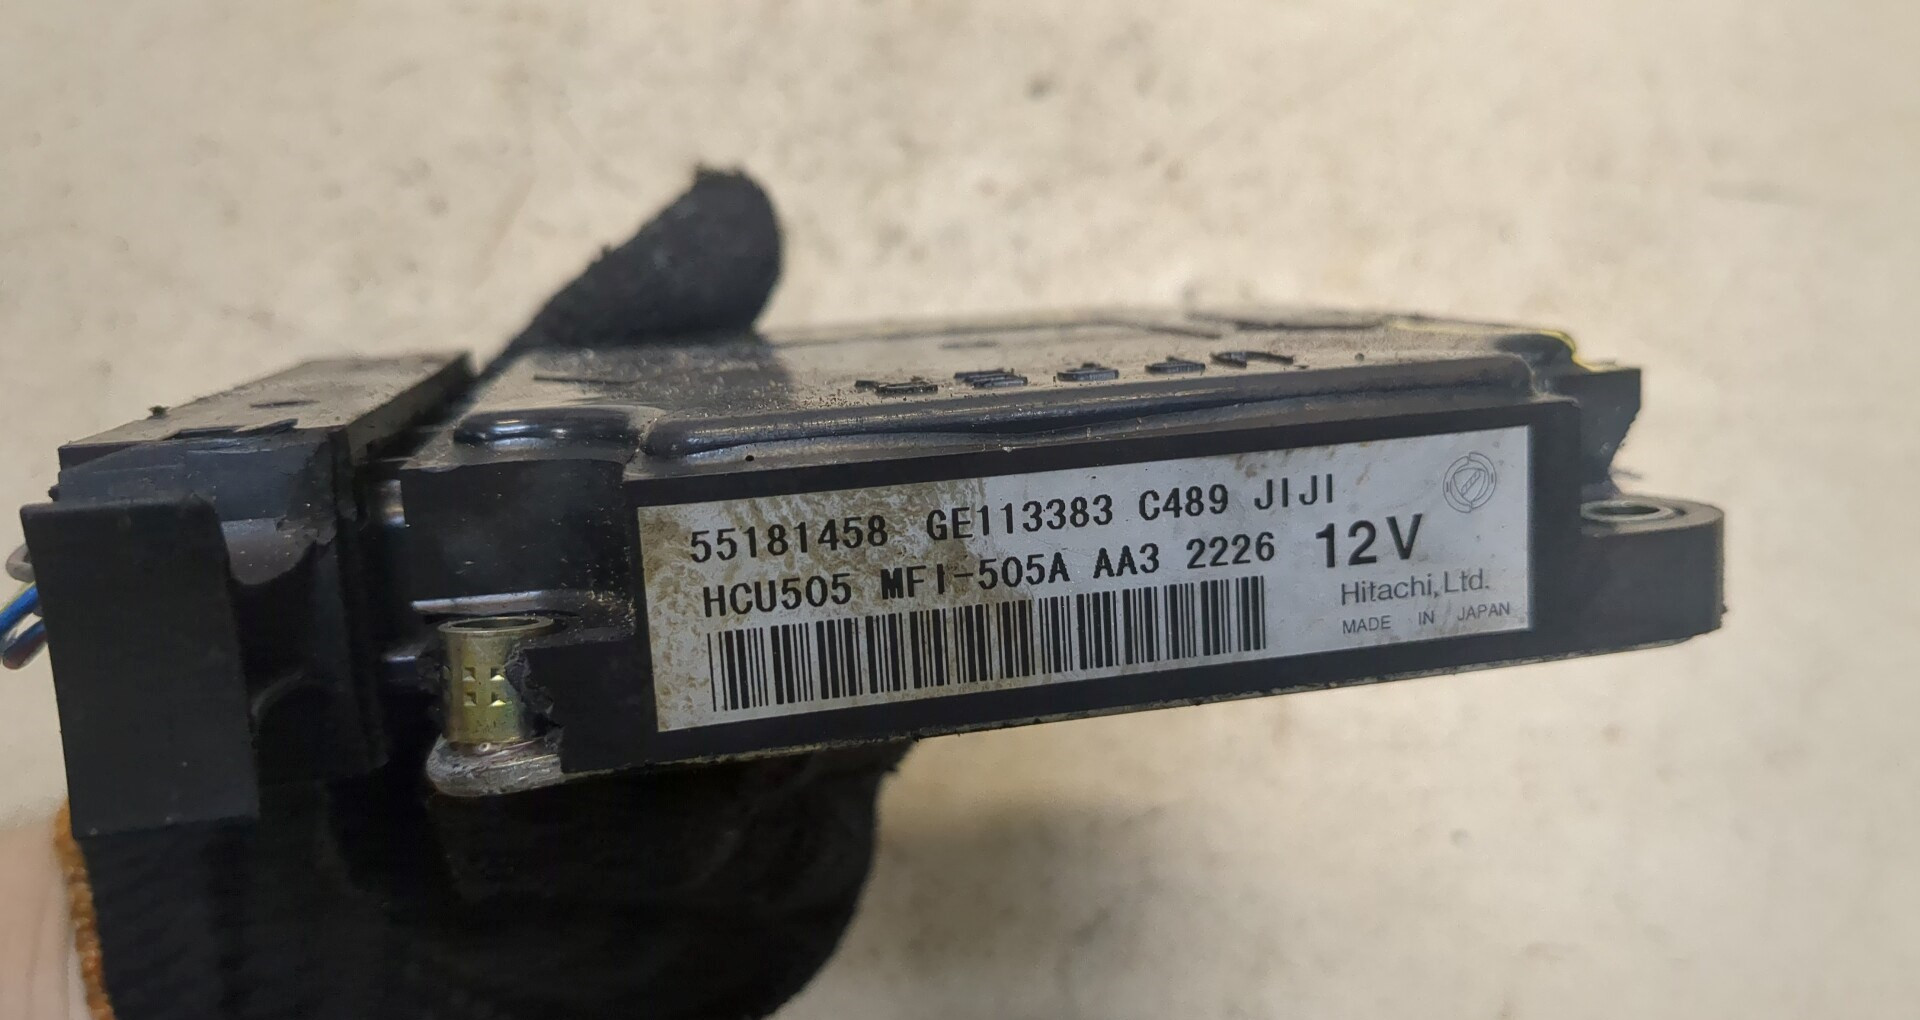 55181458 GE113383 C489 JIJI
HCU505 MFI-505A AA3 2226 12V
Hitachi, Ltd.
MADE IN JAPAN